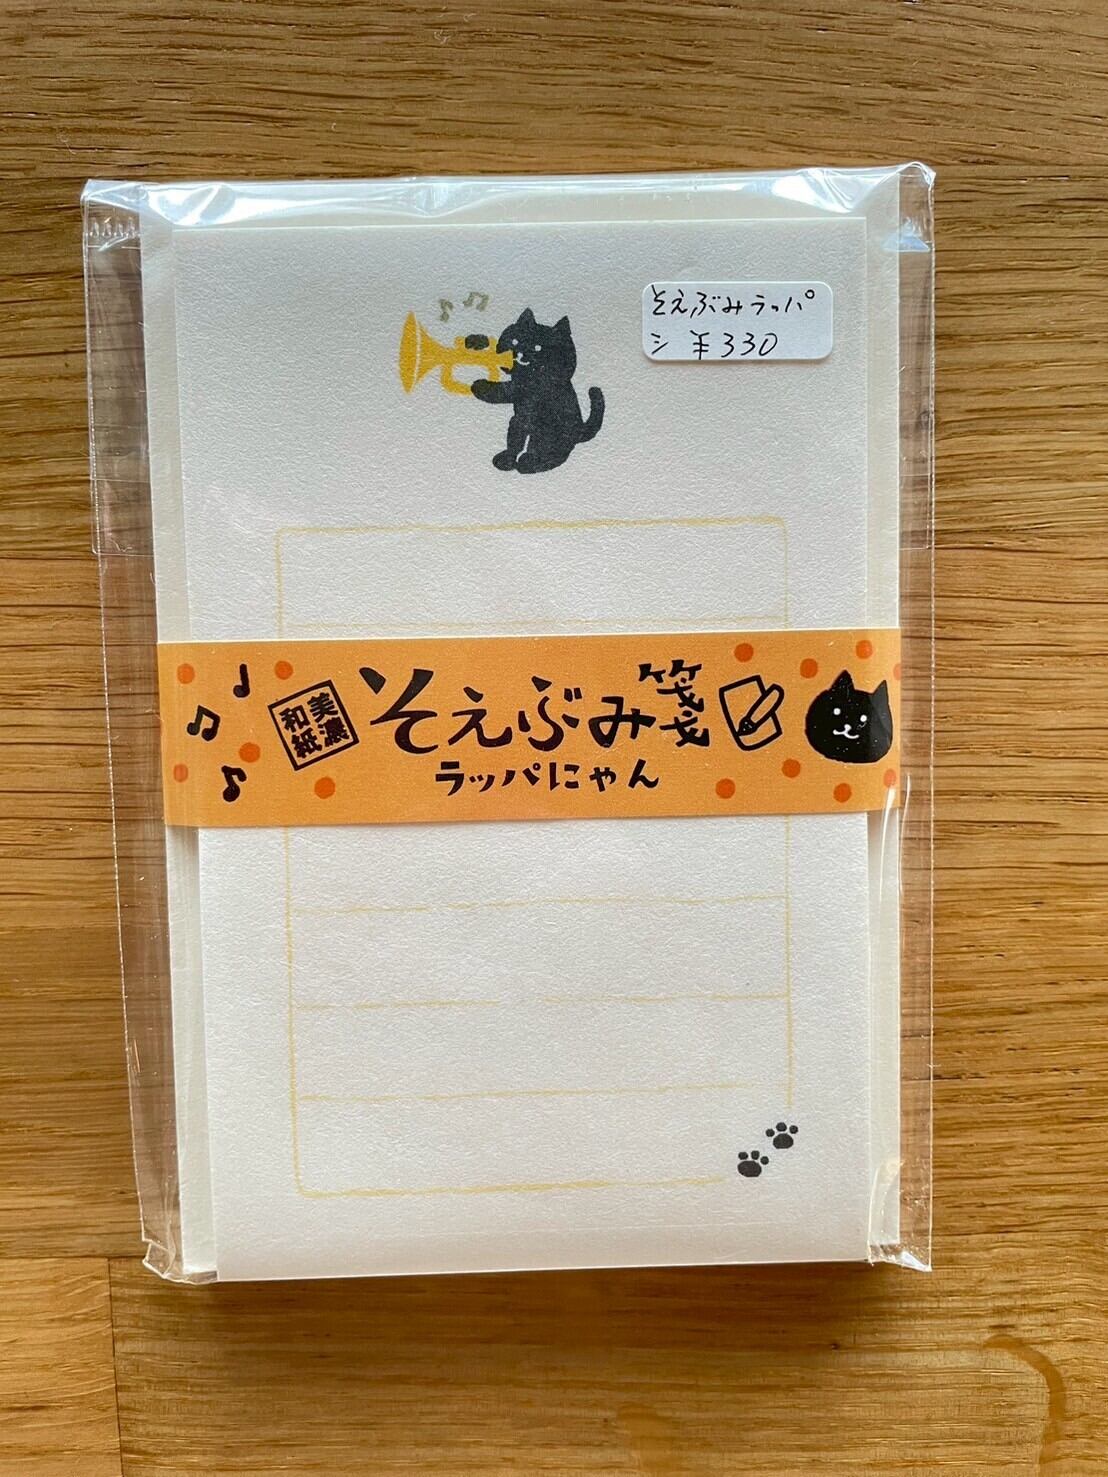 そえぶみラッパ
シ ¥330
美濃
和紙
そえぶみ箋
ラッパにゃん